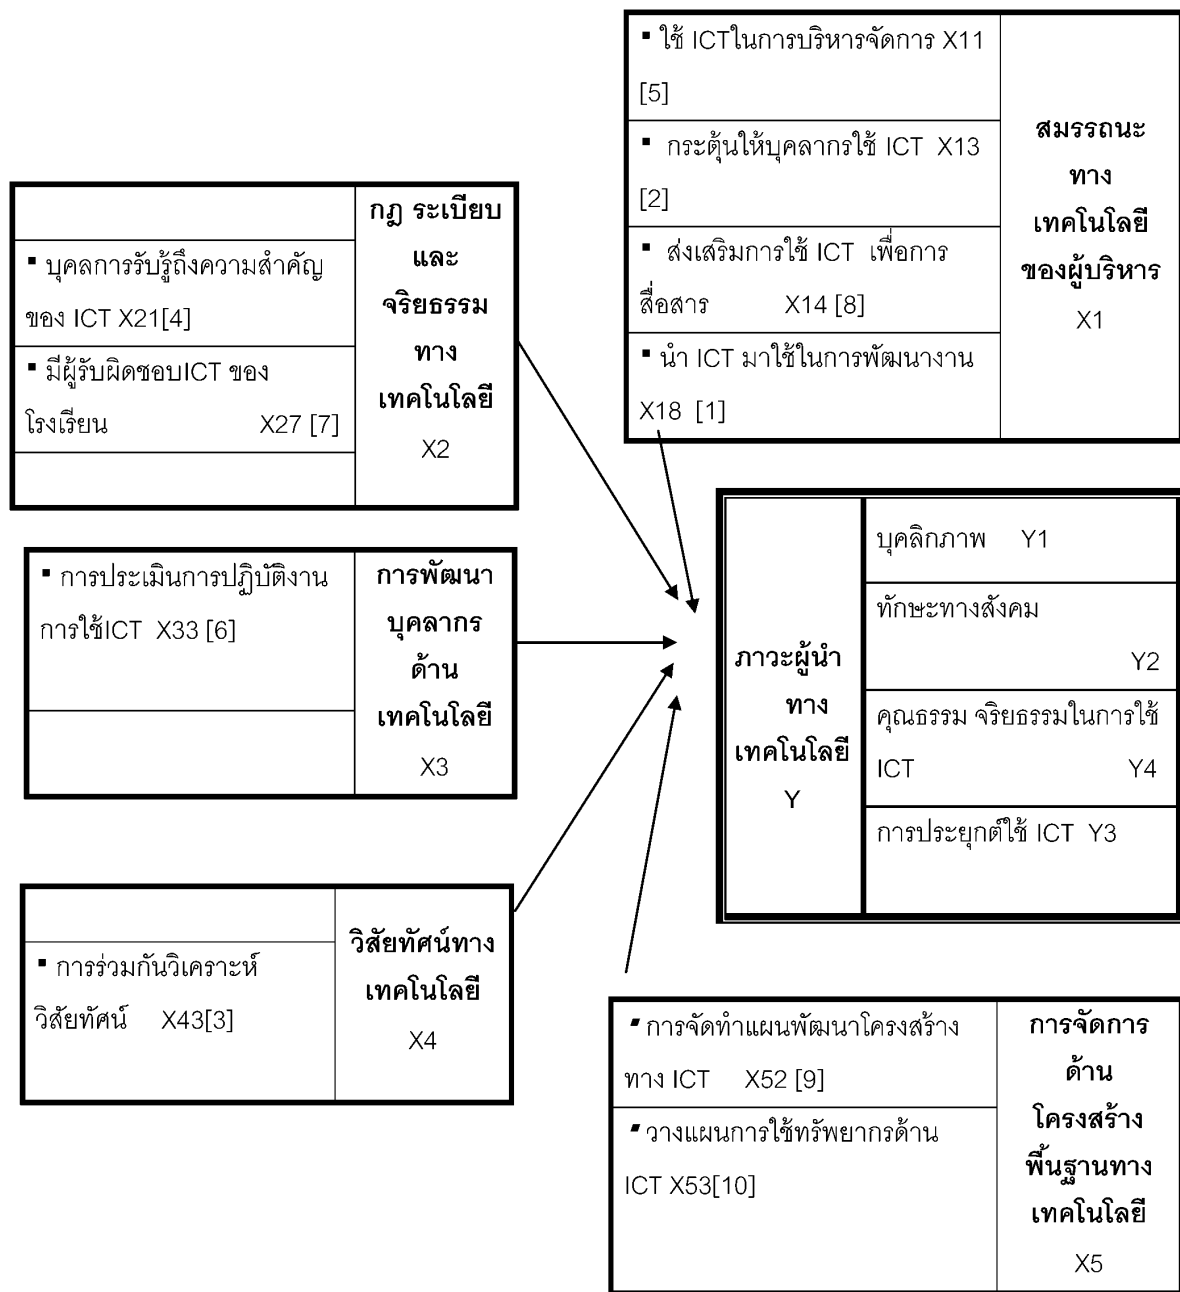 ▪ ใช้ ICTในการบริหารจัดการ X11
[5]
▪ กระตุ้นให้บุคลากรใช้ ICT X13
[2]
▪ ส่งเสริมการใช้ ICT เพื่อการ
สื่อสาร X14 [8]
▪ นำ ICT มาใช้ในการพัฒนางาน
X18 [1]
สมรรถนะ
ทาง
เทคโนโลยี
ของผู้บริหาร
X1
▪ บุคลการรับรู้ถึงความสำคัญ
ของ ICT X21[4]
▪ มีผู้รับผิดชอบICT ของ
โรงเรียน X27 [7]
กฎ ระเบียบ
และ
จริยธรรม
ทาง
เทคโนโลยี
X2
▪ การประเมินการปฏิบัติงาน
การใช้ICT X33 [6]
การพัฒนา
บุคลากร
ด้าน
เทคโนโลยี
X3
ภาวะผู้นำ
ทาง
เทคโนโลยี
Y
บุคลิกภาพ Y1
ทักษะทางสังคม
Y2
คุณธรรม จริยธรรมในการใช้
ICT Y4
การประยุกต์ใช้ ICT Y3
▪ การร่วมกันวิเคราะห์
วิสัยทัศน์ X43[3]
วิสัยทัศน์ทาง
เทคโนโลยี
X4
▪ การจัดทำแผนพัฒนาโครงสร้าง
ทาง ICT X52 [9]
▪ วางแผนการใช้ทรัพยากรด้าน
ICT X53[10]
การจัดการ
ด้าน
โครงสร้าง
พื้นฐานทาง
เทคโนโลยี
X5